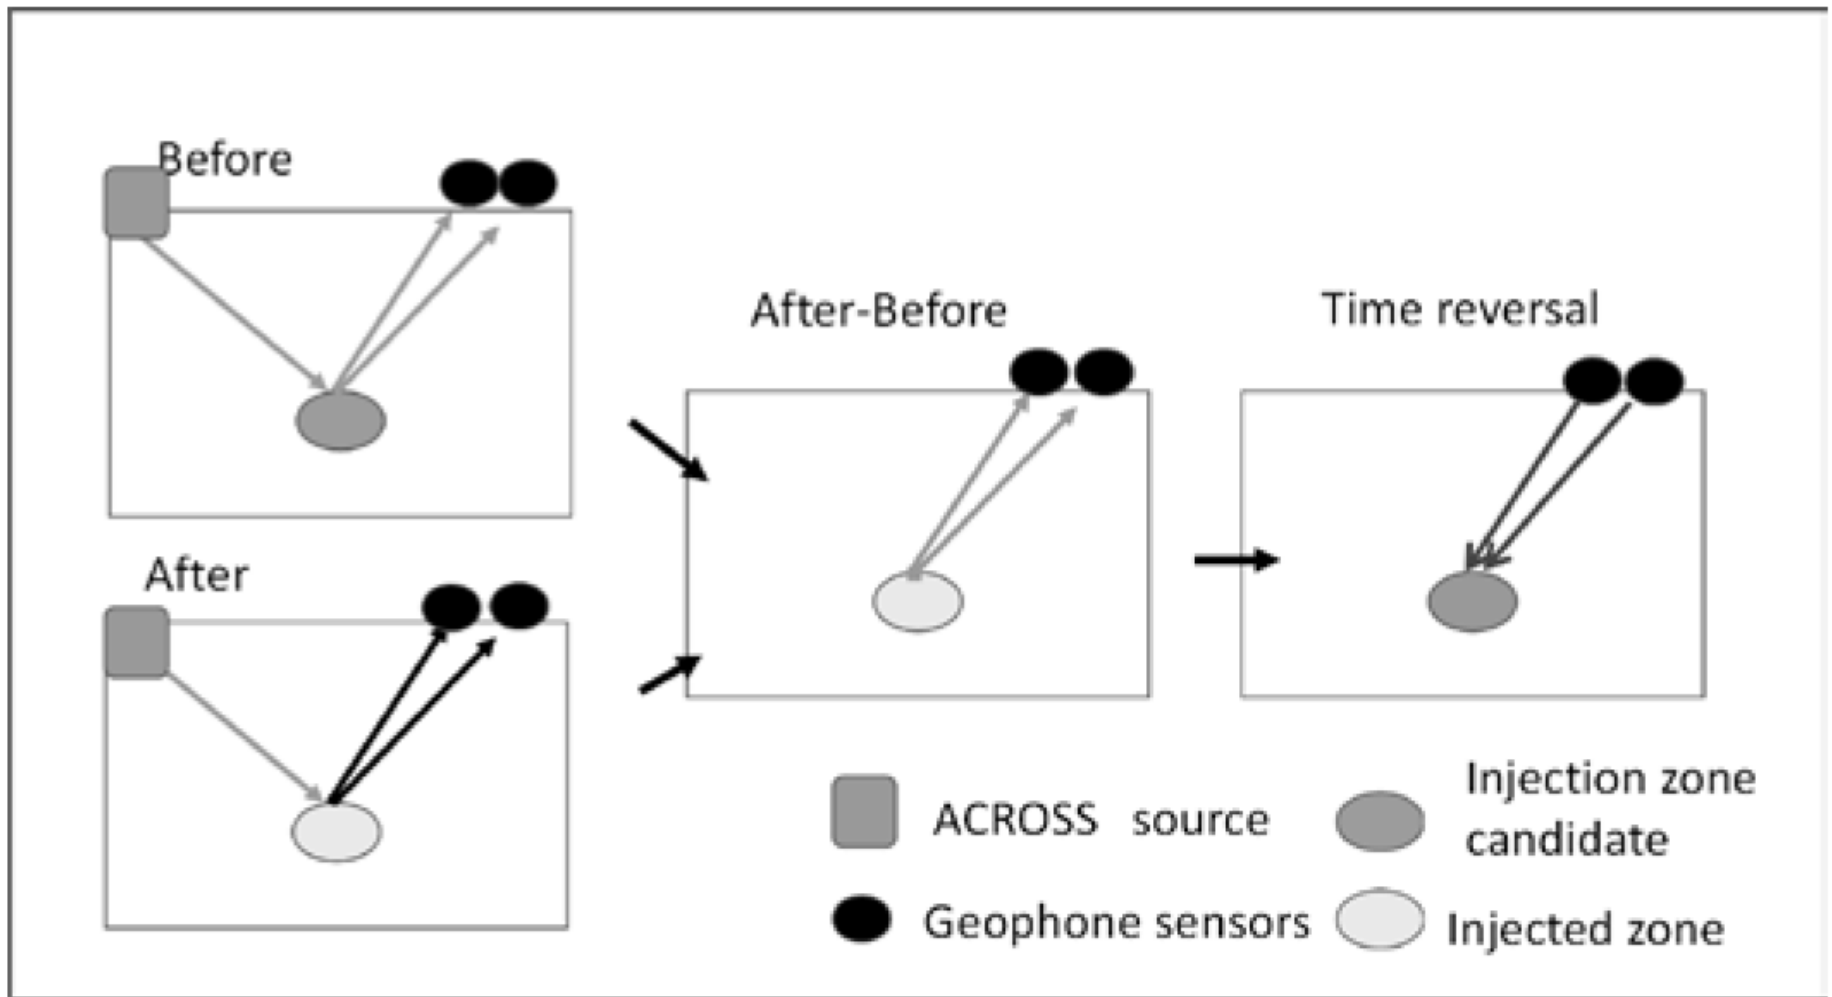 Before
After
After-Before
Time reversal
ACROSS source
Geophone sensors
Injection zone
candidate
Injected zone